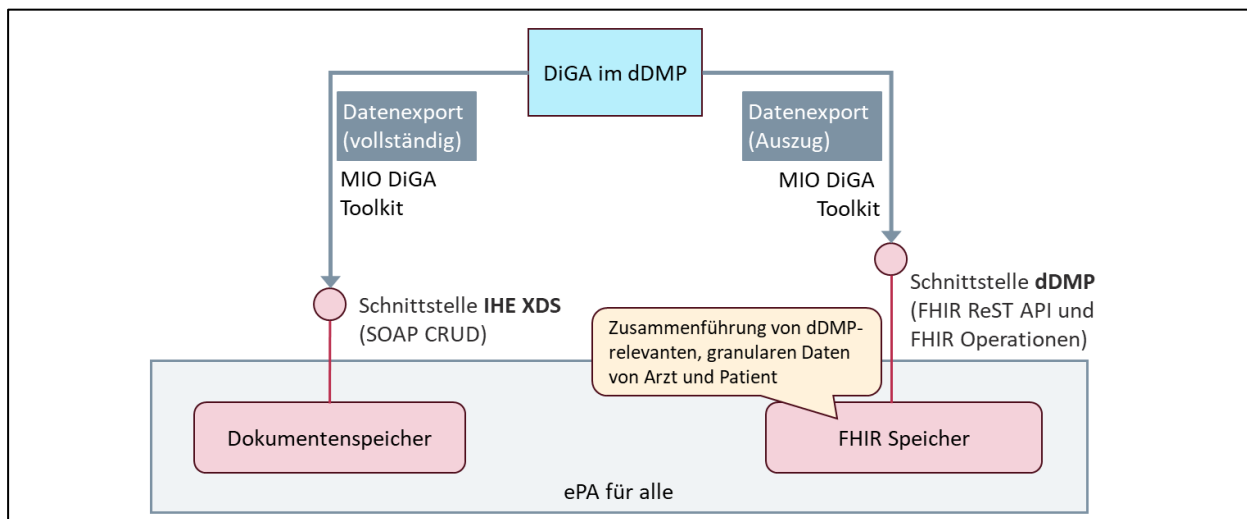 DiGA im dDMP
Datenexport
(vollständig)
MIO DiGA
Toolkit
Datenexport
(Auszug)
MIO DiGA
Toolkit
Schnittstelle IHE XDS
(SOAP CRUD)
Schnittstelle dDMP
(FHIR ReST API und
FHIR Operationen)
Zusammenführung von dDMP-
relevanten, granularen Daten
von Arzt und Patient
Dokumentenspeicher
FHIR Speicher
ePA für alle